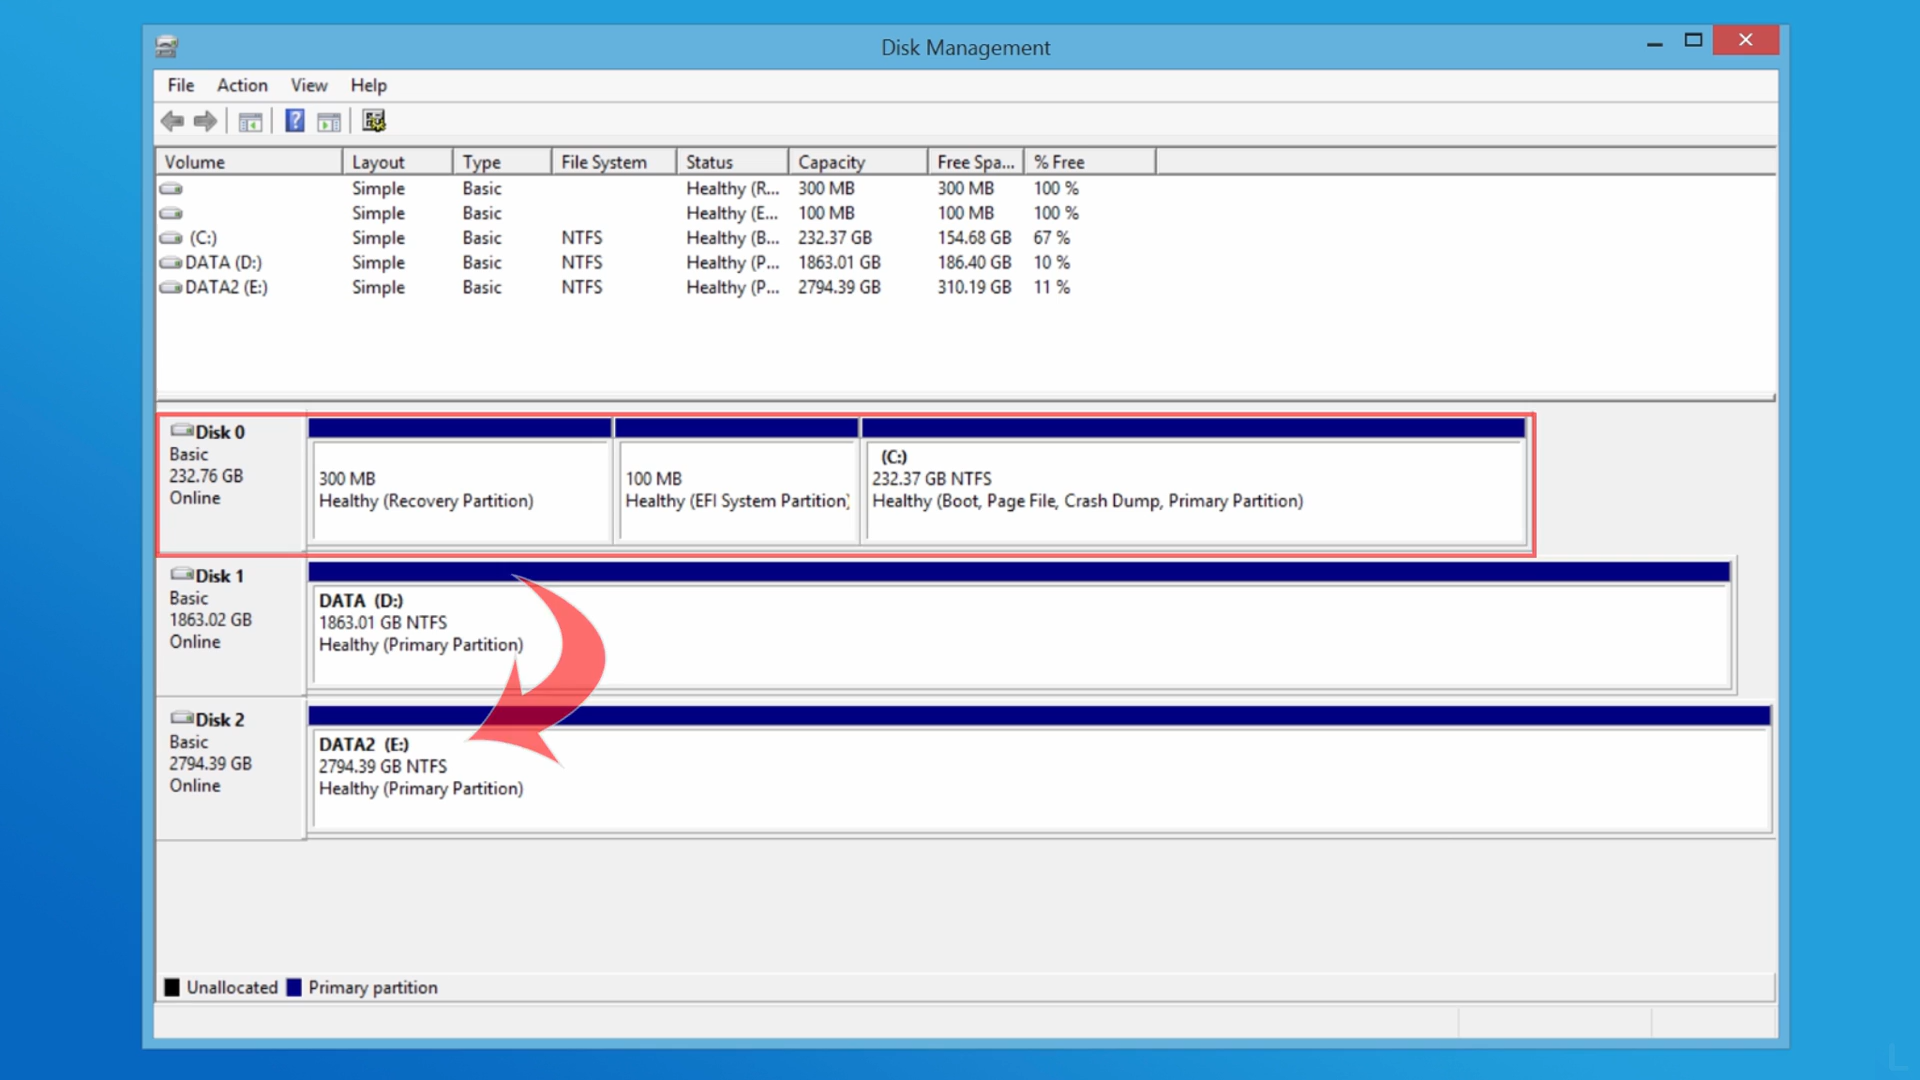 Disk Management
File Action View Help
Volume Layout Type File System Status Capacity Free Spa... % Free
Simple Basic Healthy (R... 300 MB 300 MB 100 %
Simple Basic Healthy (E... 100 MB 100 MB 100 %
(C:) Simple Basic NTFS Healthy (B... 232.37 GB 154.68 GB 67 %
DATA (D:) Simple Basic NTFS Healthy (P... 1863.01 GB 186.40 GB 10 %
DATA2 (E:) Simple Basic NTFS Healthy (P... 2794.39 GB 310.19 GB 11 %
Disk 0
Basic
232.76 GB
Online
300 MB
Healthy (Recovery Partition)
100 MB
Healthy (EFI System Partition)
(C:)
232.37 GB NTFS
Healthy (Boot, Page File, Crash Dump, Primary Partition)
Disk 1
Basic
1863.02 GB
Online
DATA (D:)
1863.01 GB NTFS
Healthy (Primary Partition)
Disk 2
Basic
2794.39 GB
Online
DATA2 (E:)
2794.39 GB NTFS
Healthy (Primary Partition)
Unallocated Primary partition
L